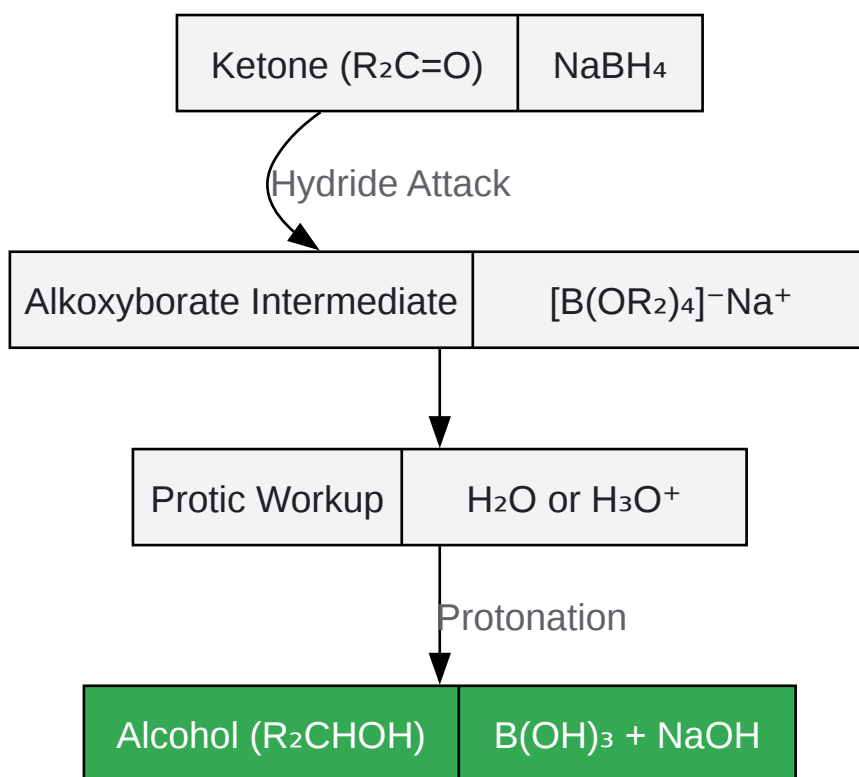 Ketone (R₂C=O) NaBH₄
Hydride Attack
Alkoxyborate Intermediate [B(OR₂)₄]⁻Na⁺
Protic Workup H₂O or H₃O⁺
Protonation
Alcohol (R₂CHOH) B(OH)₃ + NaOH